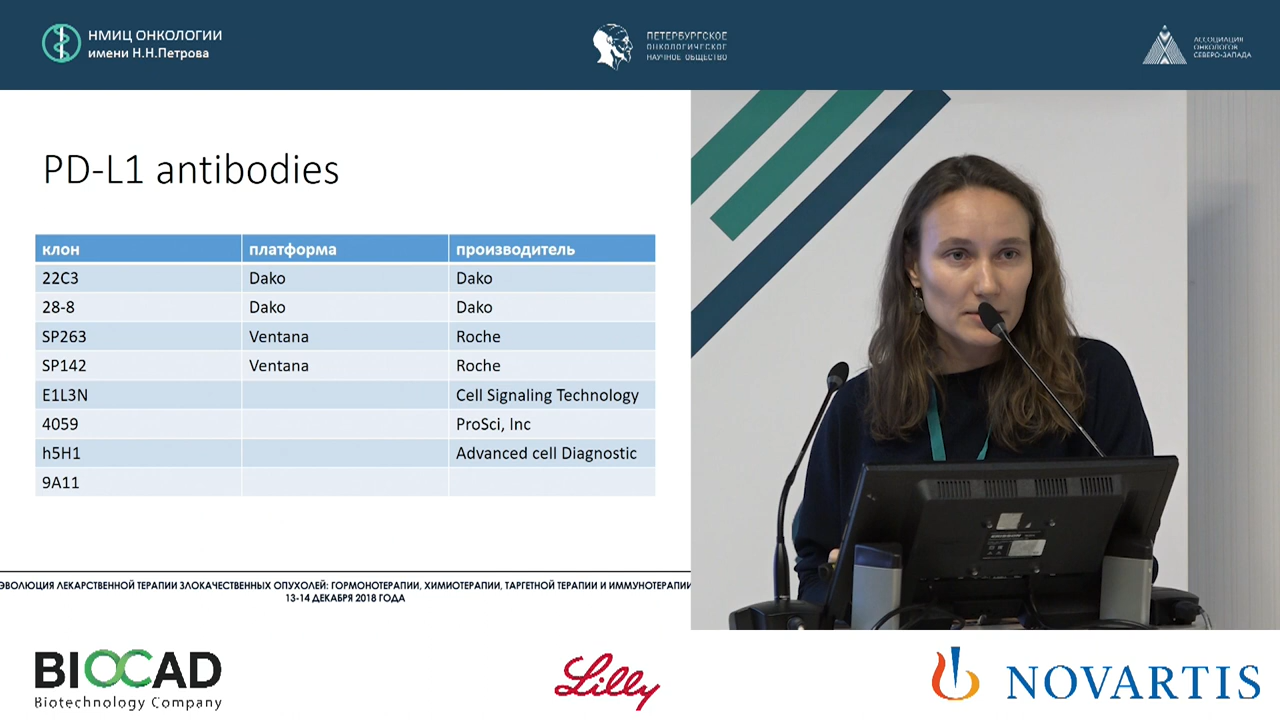 НМИЦ ОНКОЛОГИИ
имени Н.Н.Петрова
ПЕТЕРБУРГСКОЕ
ОНКОЛОГИЧЕСКОЕ
НАУЧНОЕ ОБЩЕСТВО
АССОЦИАЦИЯ
ОНКОЛОГОВ
СЕВЕРО-ЗАПАДА
PD-L1 antibodies
клон платформа производитель
22C3 Dako Dako
28-8 Dako Dako
SP263 Ventana Roche
SP142 Ventana Roche
E1L3N Cell Signaling Technology
4059 ProSci, Inc
h5H1 Advanced cell Diagnostic
9A11
ЭВОЛЮЦИЯ ЛЕКАРСТВЕННОЙ ТЕРАПИИ ЗЛОКАЧЕСТВЕННЫХ ОПУХОЛЕЙ: ГОРМОНОТЕРАПИИ, ХИМИОТЕРАПИИ, ТАРГЕТНОЙ ТЕРАПИИ И ИММУНОТЕРАПИИ
13-14 ДЕКАБРЯ 2018 ГОДА
BIOCAD
Biotechnology Company
Lilly
NOVARTIS